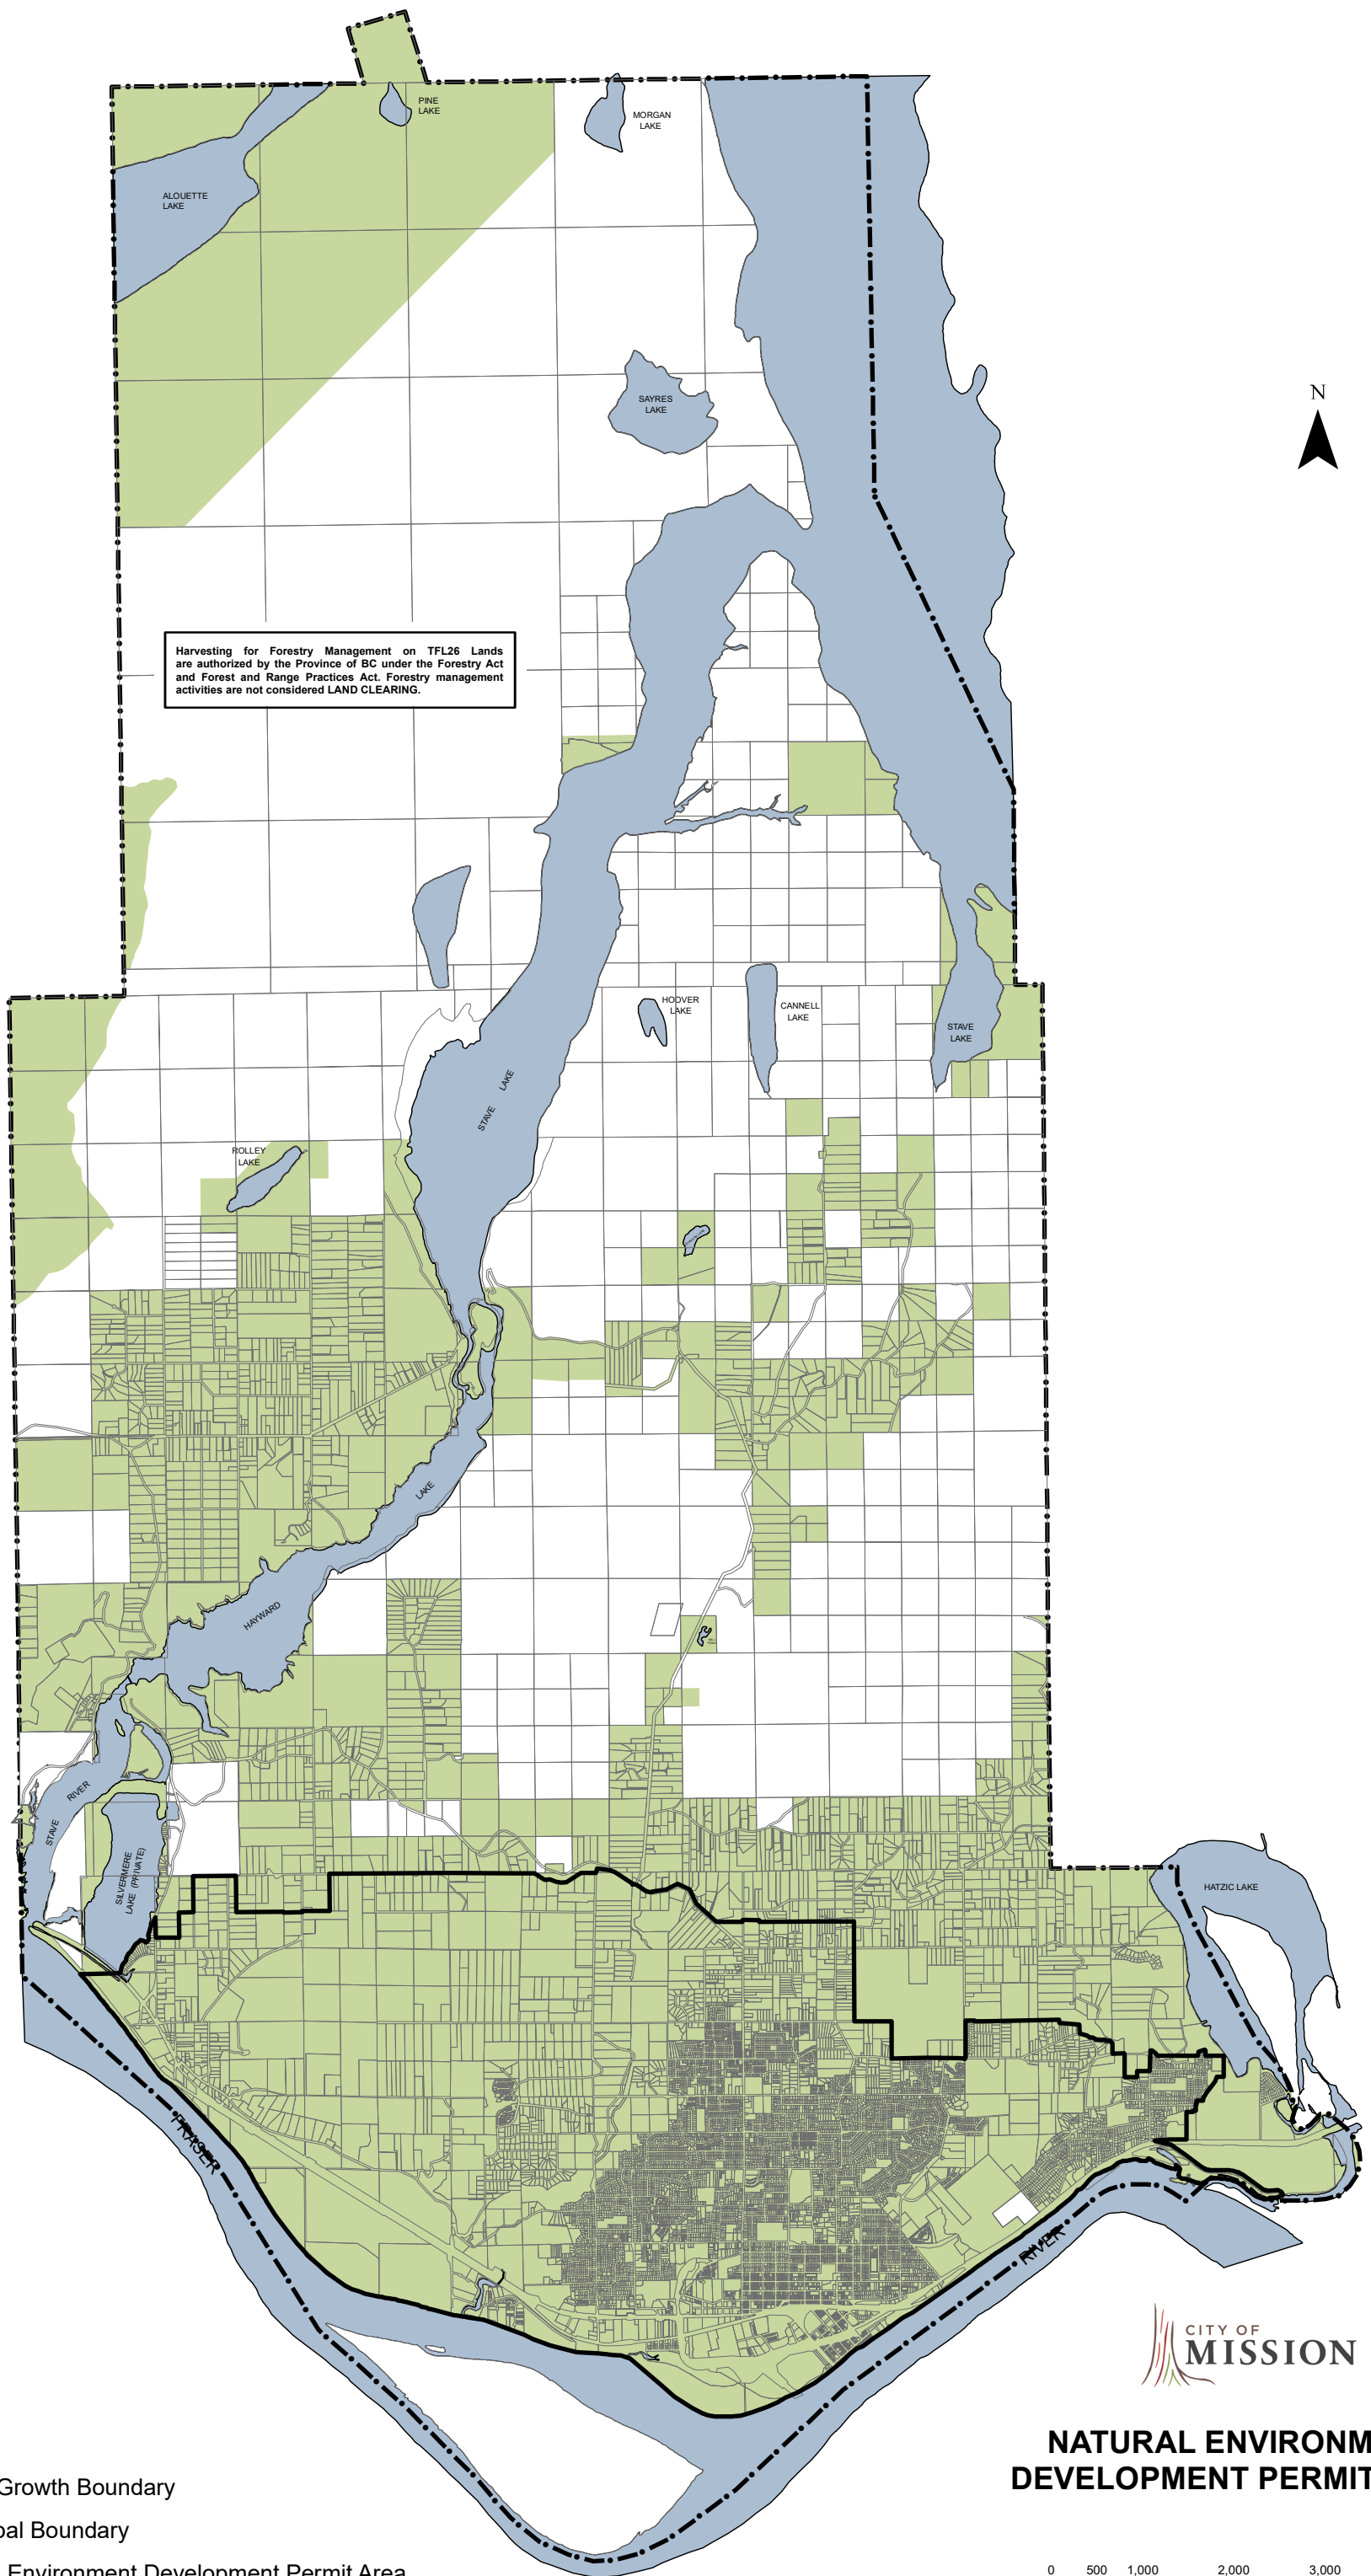 PINE
LAKE
MORGAN
LAKE
ALOUETTE
LAKE
SAYRES
LAKE
N
Harvesting for Forestry Management on TFL26 Lands
are authorized by the Province of BC under the Forestry Act
and Forest and Range Practices Act. Forestry management
activities are not considered LAND CLEARING.
HOOVER
LAKE
CANNELL
LAKE
STAVE
LAKE
STAVE LAKE
ROLLEY
LAKE
LAKE
HAYWARD
STAVE RIVER
SILVERMERE
LAKE (PRIVATE)
HATZIC LAKE
FRASER
RIVER
CITY OF
MISSION
NATURAL ENVIRONM
DEVELOPMENT PERMIT
Growth Boundary
pal Boundary
Environment Development Permit Area
0 500 1,000 2,000 3,000